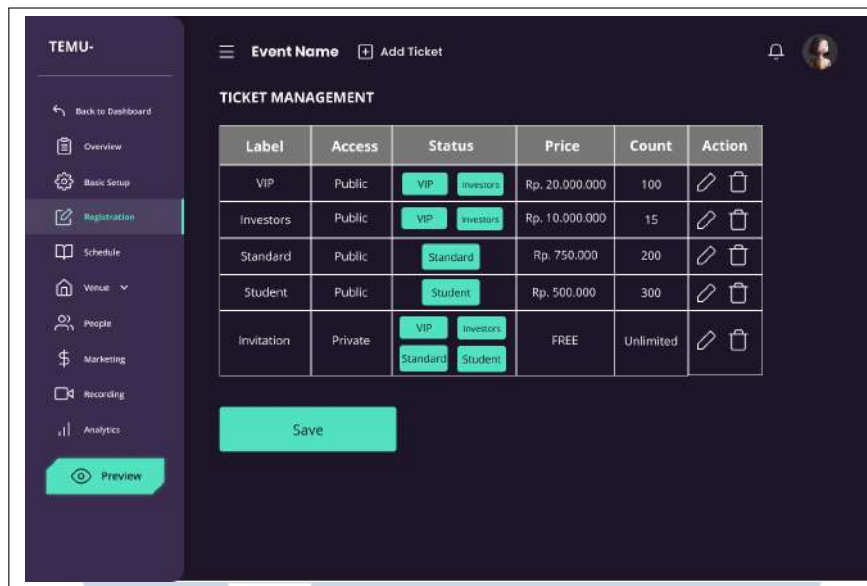 TEMU-
Event Name Add Ticket
Back to Dashboard
Overview
Basic Setup
Registration
Schedule
Venue
People
Marketing
Recording
Analytics
Preview
TICKET MANAGEMENT
Label Access Status Price Count Action
VIP Public VIP Investors Rp. 20.000.000 100
Investors Public VIP Investors Rp. 10.000.000 15
Standard Public Standard Rp. 750.000 200
Student Public Student Rp. 500.000 300
Invitation Private VIP Investors Standard Student FREE Unlimited
Save